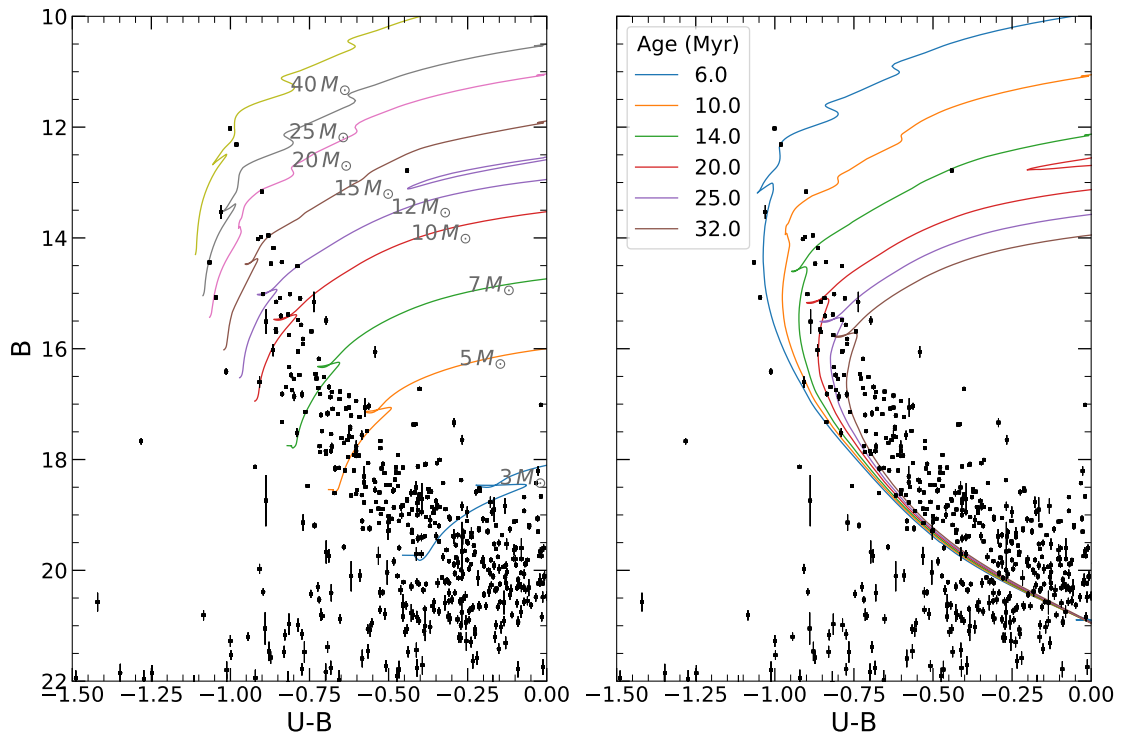 10
12
14
16
18
20
22
B
−1.50 −1.25 −1.00 −0.75 −0.50 −0.25 0.00
U-B
40 M⊙
25 M⊙
20 M⊙
15 M⊙
12 M⊙
10 M⊙
7 M⊙
5 M⊙
3 M⊙
Age (Myr)
6.0
10.0
14.0
20.0
25.0
32.0
−1.50 −1.25 −1.00 −0.75 −0.50 −0.25 0.00
U-B